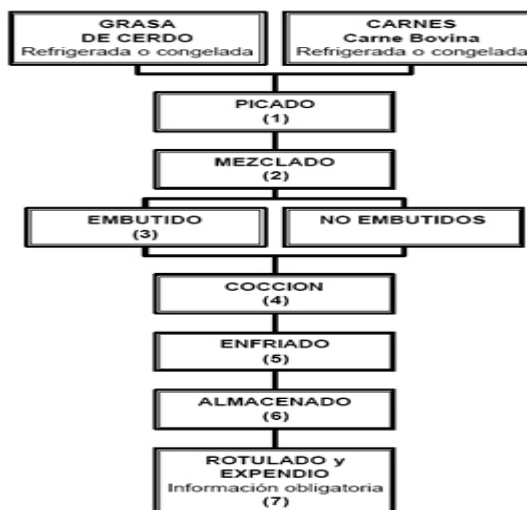 GRASA
DE CERDO
Refrigerada o congelada
CARNES
Carne Bovina
Refrigerada o congelada
PICADO
(1)
MEZCLADO
(2)
EMBUTIDO
(3)
NO EMBUTIDOS
COCCION
(4)
ENFRIADO
(5)
ALMACENADO
(6)
ROTULADO y
EXPENDIO
Información obligatoria
(7)